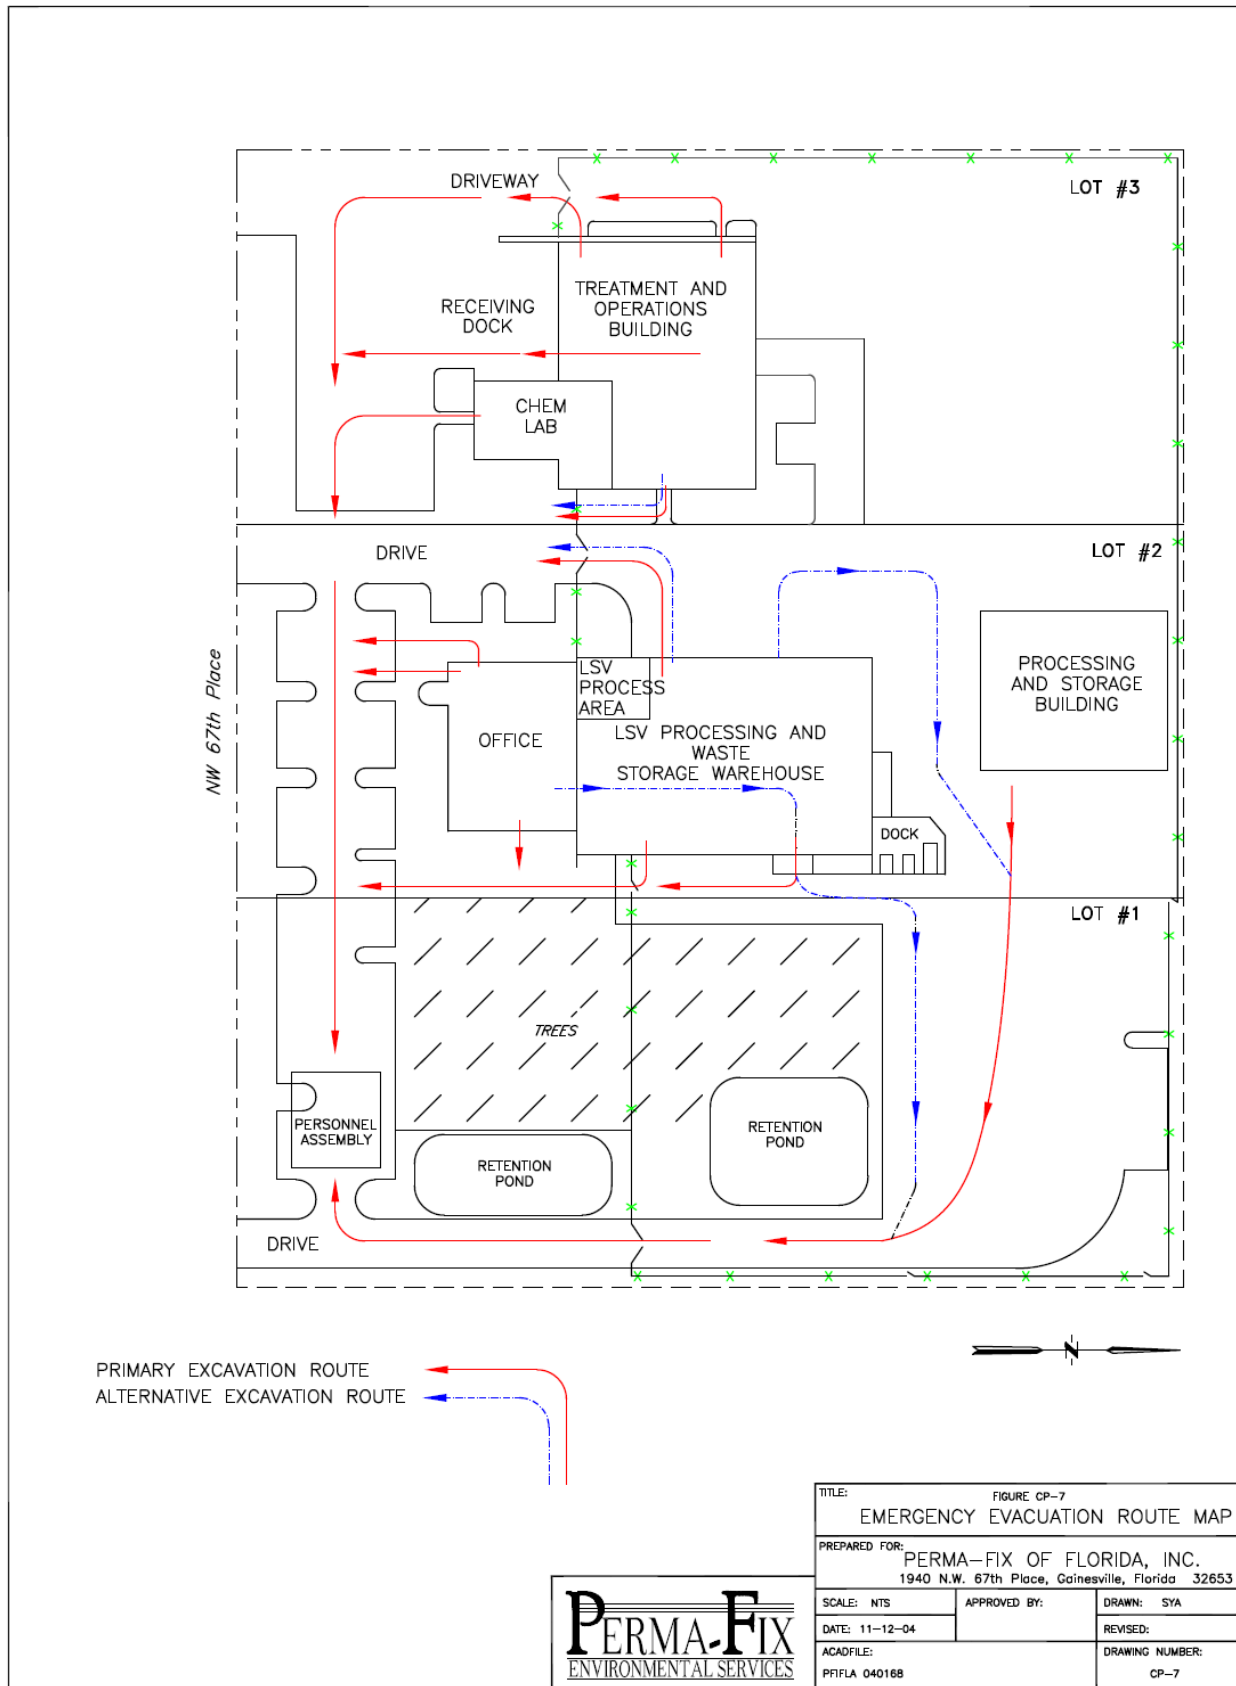 DRIVEWAY
LOT #3
TREATMENT AND
OPERATIONS
BUILDING
RECEIVING
DOCK
CHEM
LAB
DRIVE
LOT #2
NW 67th Place
LSV
PROCESS
AREA
PROCESSING
AND STORAGE
BUILDING
OFFICE
LSV PROCESSING AND
WASTE
STORAGE WAREHOUSE
DOCK
LOT #1
TREES
PERSONNEL
ASSEMBLY
RETENTION
POND
RETENTION
POND
DRIVE
N
PRIMARY EXCAVATION ROUTE
ALTERNATIVE EXCAVATION ROUTE
TITLE:
FIGURE CP-7
EMERGENCY EVACUATION ROUTE MAP
PREPARED FOR:
PERMA-FIX OF FLORIDA, INC.
1940 N.W. 67th Place, Gainesville, Florida 32653
SCALE: NTS
APPROVED BY:
DRAWN: SYA
DATE: 11-12-04
REVISED:
ACADFILE:
PFIFLA 040168
DRAWING NUMBER:
CP-7
PERMA-FIX
ENVIRONMENTAL SERVICES